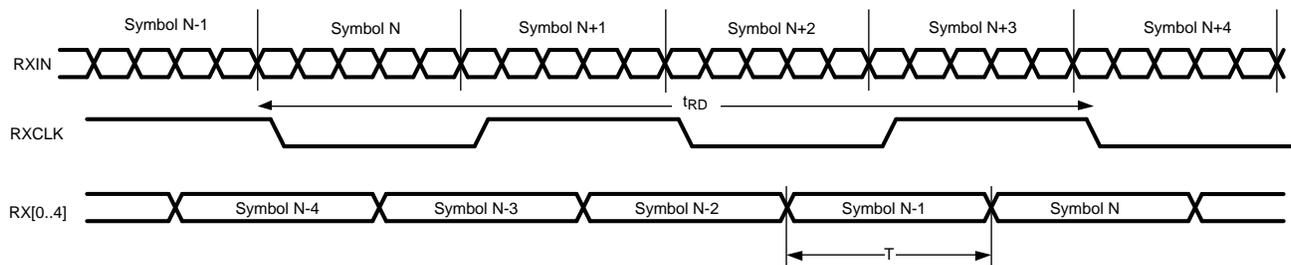 Symbol N-1 Symbol N Symbol N+1 Symbol N+2 Symbol N+3 Symbol N+4
RXIN
tRD
RXCLK
RX[0..4] Symbol N-4 Symbol N-3 Symbol N-2 Symbol N-1 Symbol N
T